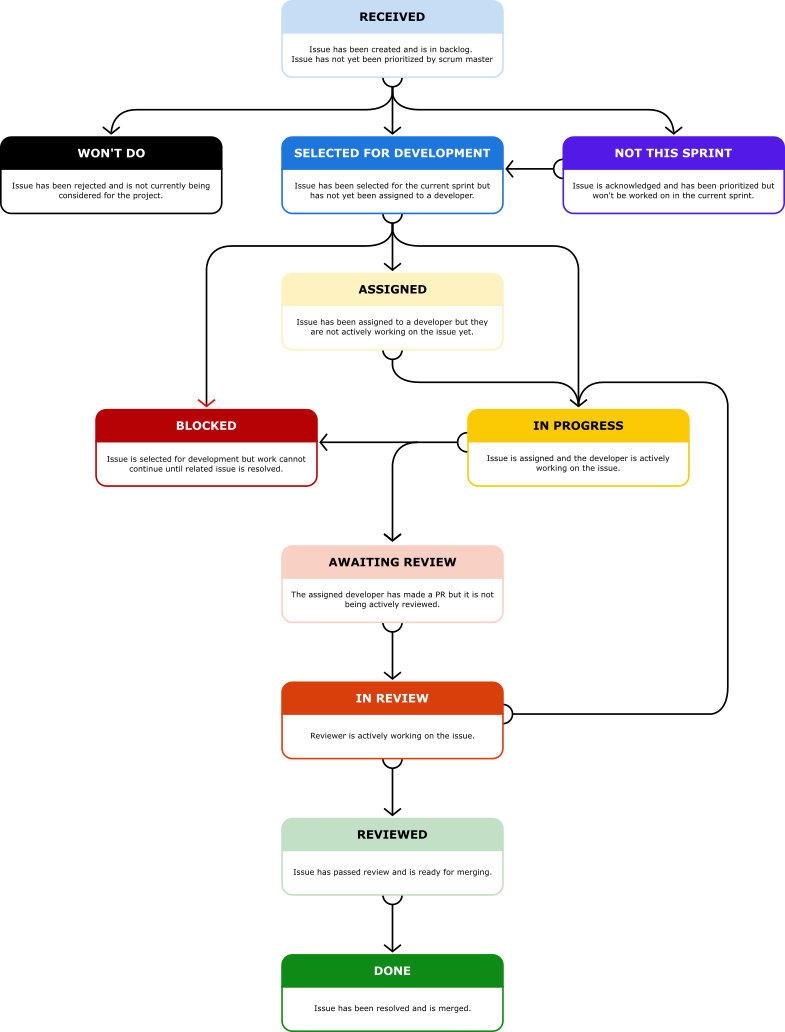 RECEIVED
Issue has been created and is in backlog.
Issue has not yet been prioritized by scrum master
WON'T DO
Issue has been rejected and is not currently being
considered for the project.
SELECTED FOR DEVELOPMENT
Issue has been selected for the current sprint but
has not yet been assigned to a developer.
NOT THIS SPRINT
Issue is acknowledged and has been prioritized but
won't be worked on in the current sprint.
ASSIGNED
Issue has been assigned to a developer but they
are not actively working on the issue yet.
BLOCKED
Issue is selected for development but work cannot
continue until related issue is resolved.
IN PROGRESS
Issue is assigned and the developer is actively
working on the issue.
AWAITING REVIEW
The assigned developer has made a PR but it is not
being actively reviewed.
IN REVIEW
Reviewer is actively working on the issue.
REVIEWED
Issue has passed review and is ready for merging.
DONE
Issue has been resolved and is merged.